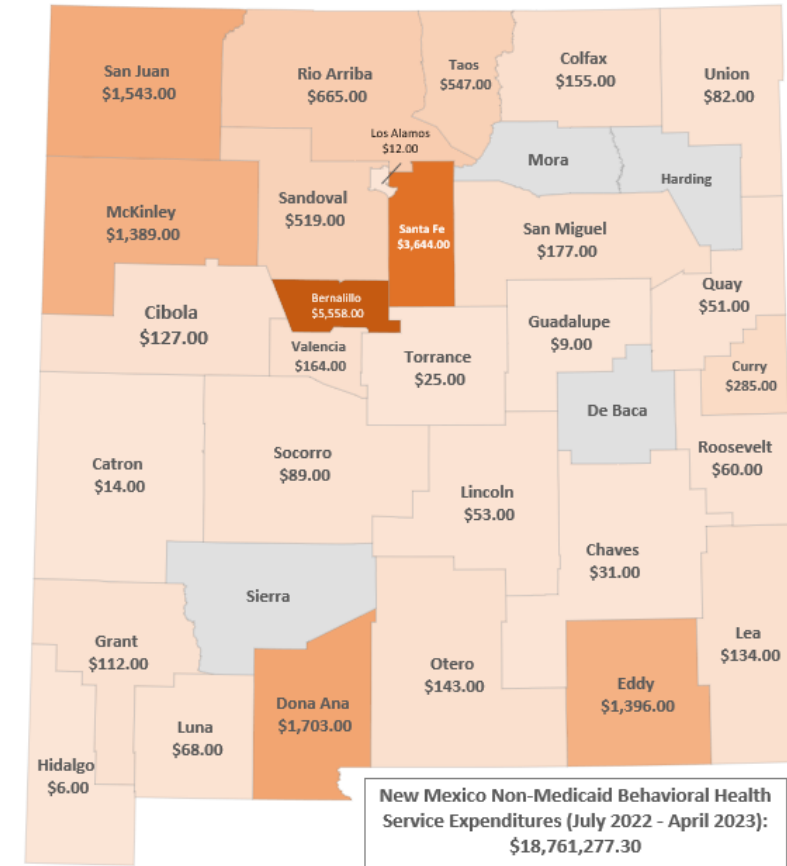 San Juan
$1,543.00
Rio Arriba
$665.00
Taos
$547.00
Colfax
$155.00
Union
$82.00
Los Alamos
$12.00
Mora
Harding
McKinley
$1,389.00
Sandoval
$519.00
Santa Fe
$3,644.00
San Miguel
$177.00
Quay
$51.00
Cibola
$127.00
Bernalillo
$5,558.00
Valencia
$164.00
Torrance
$25.00
Guadalupe
$9.00
Curry
$285.00
De Baca
Roosevelt
$60.00
Catron
$14.00
Socorro
$89.00
Lincoln
$53.00
Chaves
$31.00
Sierra
Grant
$112.00
Lea
$134.00
Otero
$143.00
Eddy
$1,396.00
Dona Ana
$1,703.00
Luna
$68.00
Hidalgo
$6.00
New Mexico Non-Medicaid Behavioral Health
Service Expenditures (July 2022 - April 2023):
$18,761,277.30